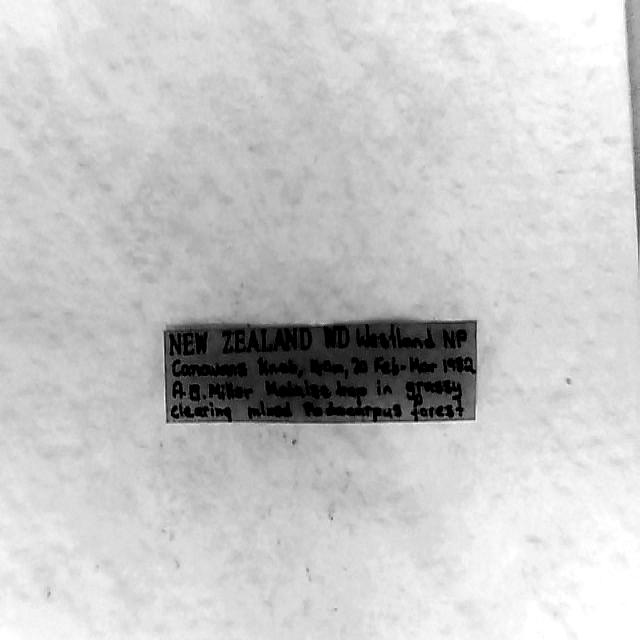 NEW ZEALAND WD Westland NP
Canavans Knob, 20 Feb-Mar 1982
A.B. Miller Malaise trap in grassy
clearing mixed Podocarpus forest